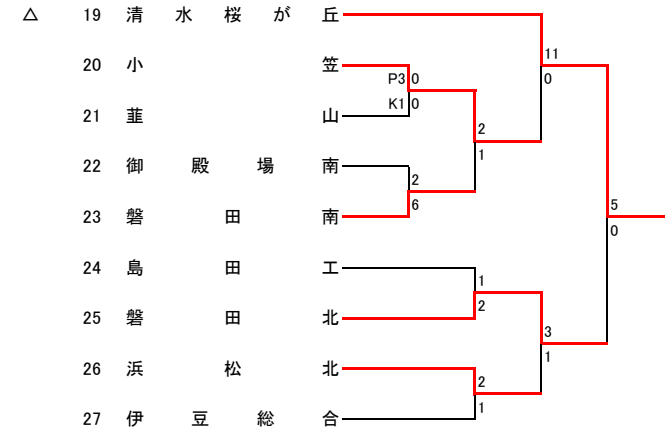 △ 19 清水桜が丘
11
20 小笠
0
P3 0
K1 0
21 韮山
2
22 御殿場南
1
2
6
23 磐田南
5
0
24 島田工
1
2
25 磐田北
3
1
26 浜松北
2
1
27 伊豆総合